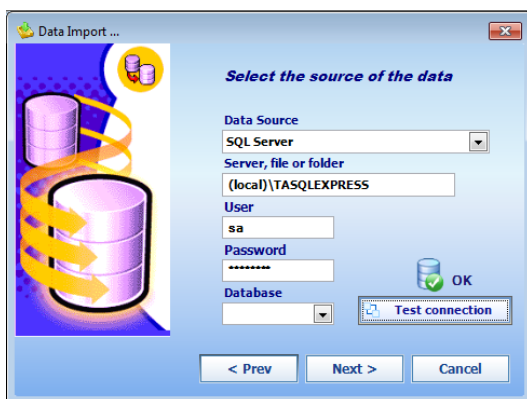 Data Import ...
Select the source of the data
Data Source
SQL Server
Server, file or folder
(local)\TASQLEXPRESS
User
sa
Password
********
Database
OK
Test connection
< Prev
Next >
Cancel